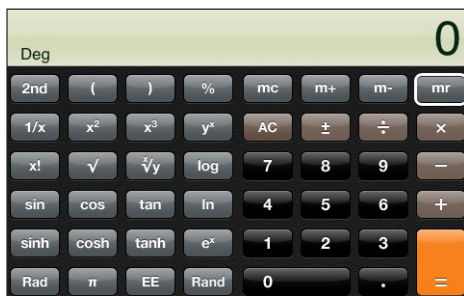 0
Deg
2nd ( ) % mc m+ m- mr
1/x x² x³ yˣ AC ± ÷ ×
x! √ ˣ√y log 7 8 9 −
sin cos tan ln 4 5 6 +
sinh cosh tanh eˣ 1 2 3
Rad π EE Rand 0 . =